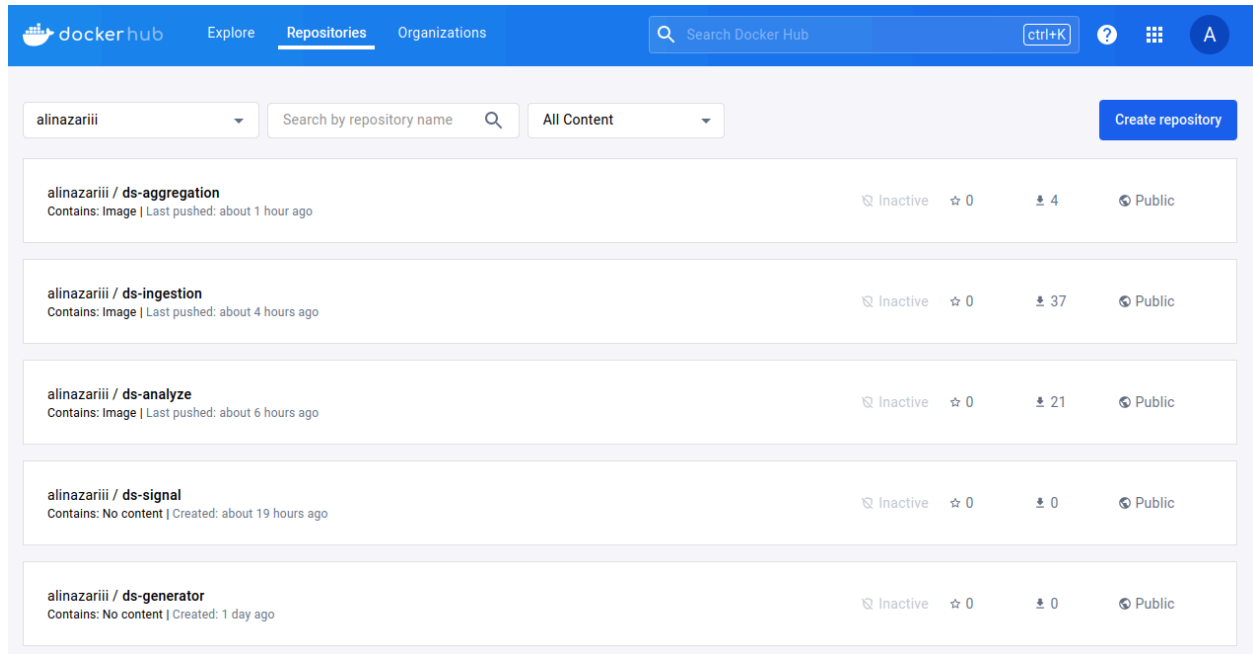 dockerhub Explore Repositories Organizations Search Docker Hub ctrl+K ? A
alinazariii Search by repository name All Content Create repository
alinazariii / ds-aggregation
Contains: Image | Last pushed: about 1 hour ago
Inactive 0 4 Public
alinazariii / ds-ingestion
Contains: Image | Last pushed: about 4 hours ago
Inactive 0 37 Public
alinazariii / ds-analyze
Contains: Image | Last pushed: about 6 hours ago
Inactive 0 21 Public
alinazariii / ds-signal
Contains: No content | Created: about 19 hours ago
Inactive 0 0 Public
alinazariii / ds-generator
Contains: No content | Created: 1 day ago
Inactive 0 0 Public